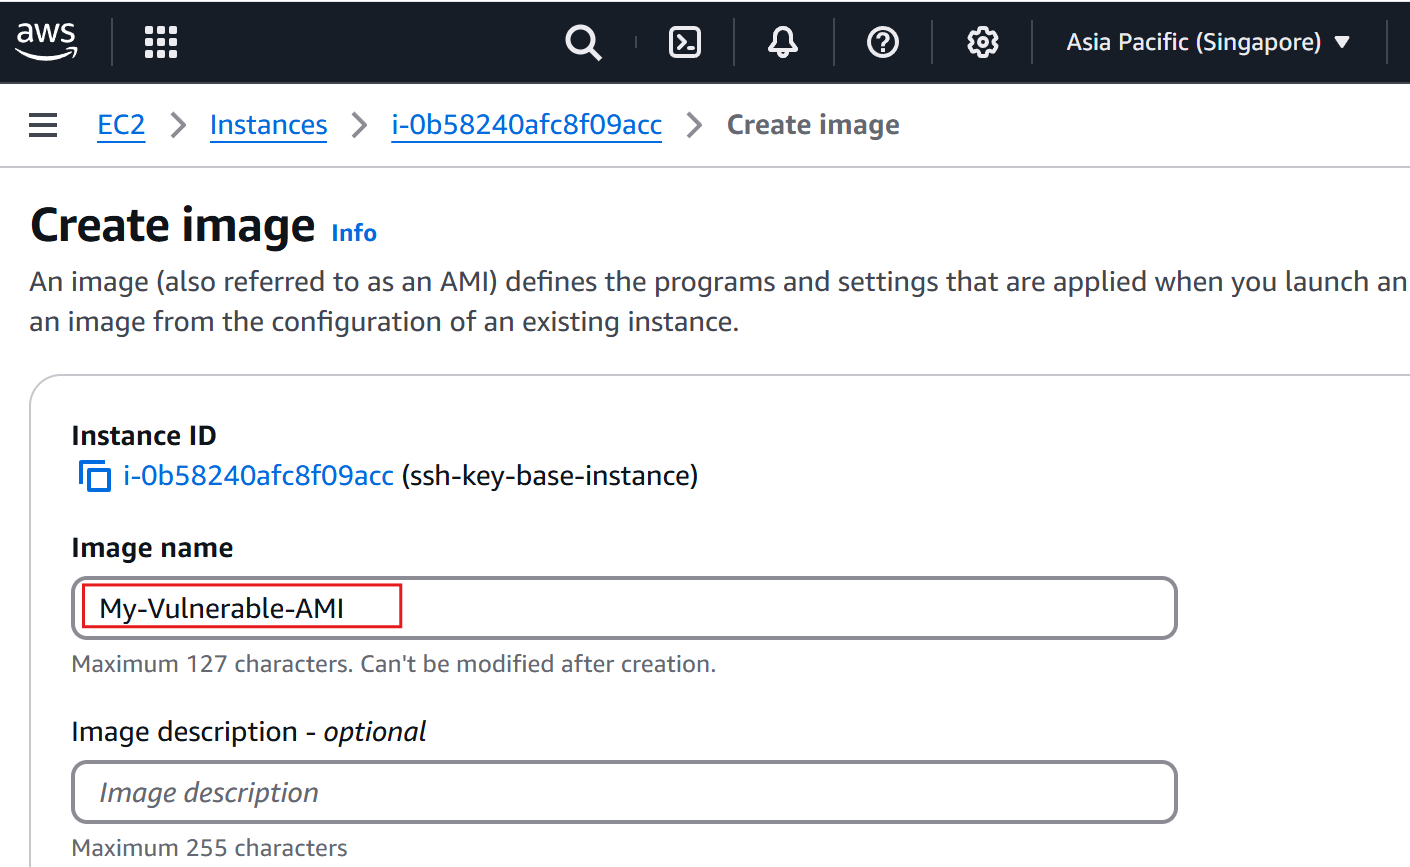 aws
Asia Pacific (Singapore)
EC2 Instances i-0b58240afc8f09acc Create image
Create image Info
An image (also referred to as an AMI) defines the programs and settings that are applied when you launch an
an image from the configuration of an existing instance.
Instance ID
i-0b58240afc8f09acc (ssh-key-base-instance)
Image name
My-Vulnerable-AMI
Maximum 127 characters. Can't be modified after creation.
Image description - optional
Image description
Maximum 255 characters